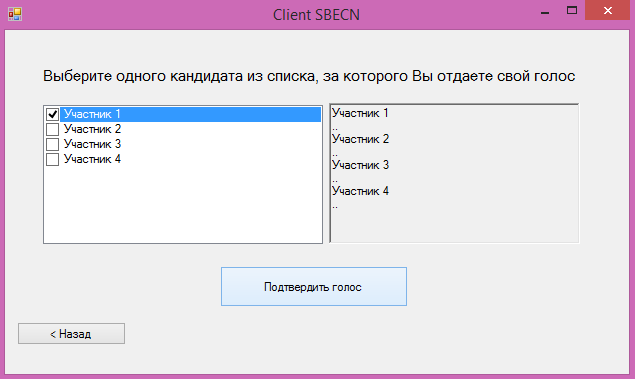 Client SBECN
Выберите одного кандидата из списка, за которого Вы отдаете свой голос
Участник 1
Участник 2
Участник 3
Участник 4
Участник 1
..
Участник 2
..
Участник 3
..
Участник 4
..
Подтвердить голос
< Назад